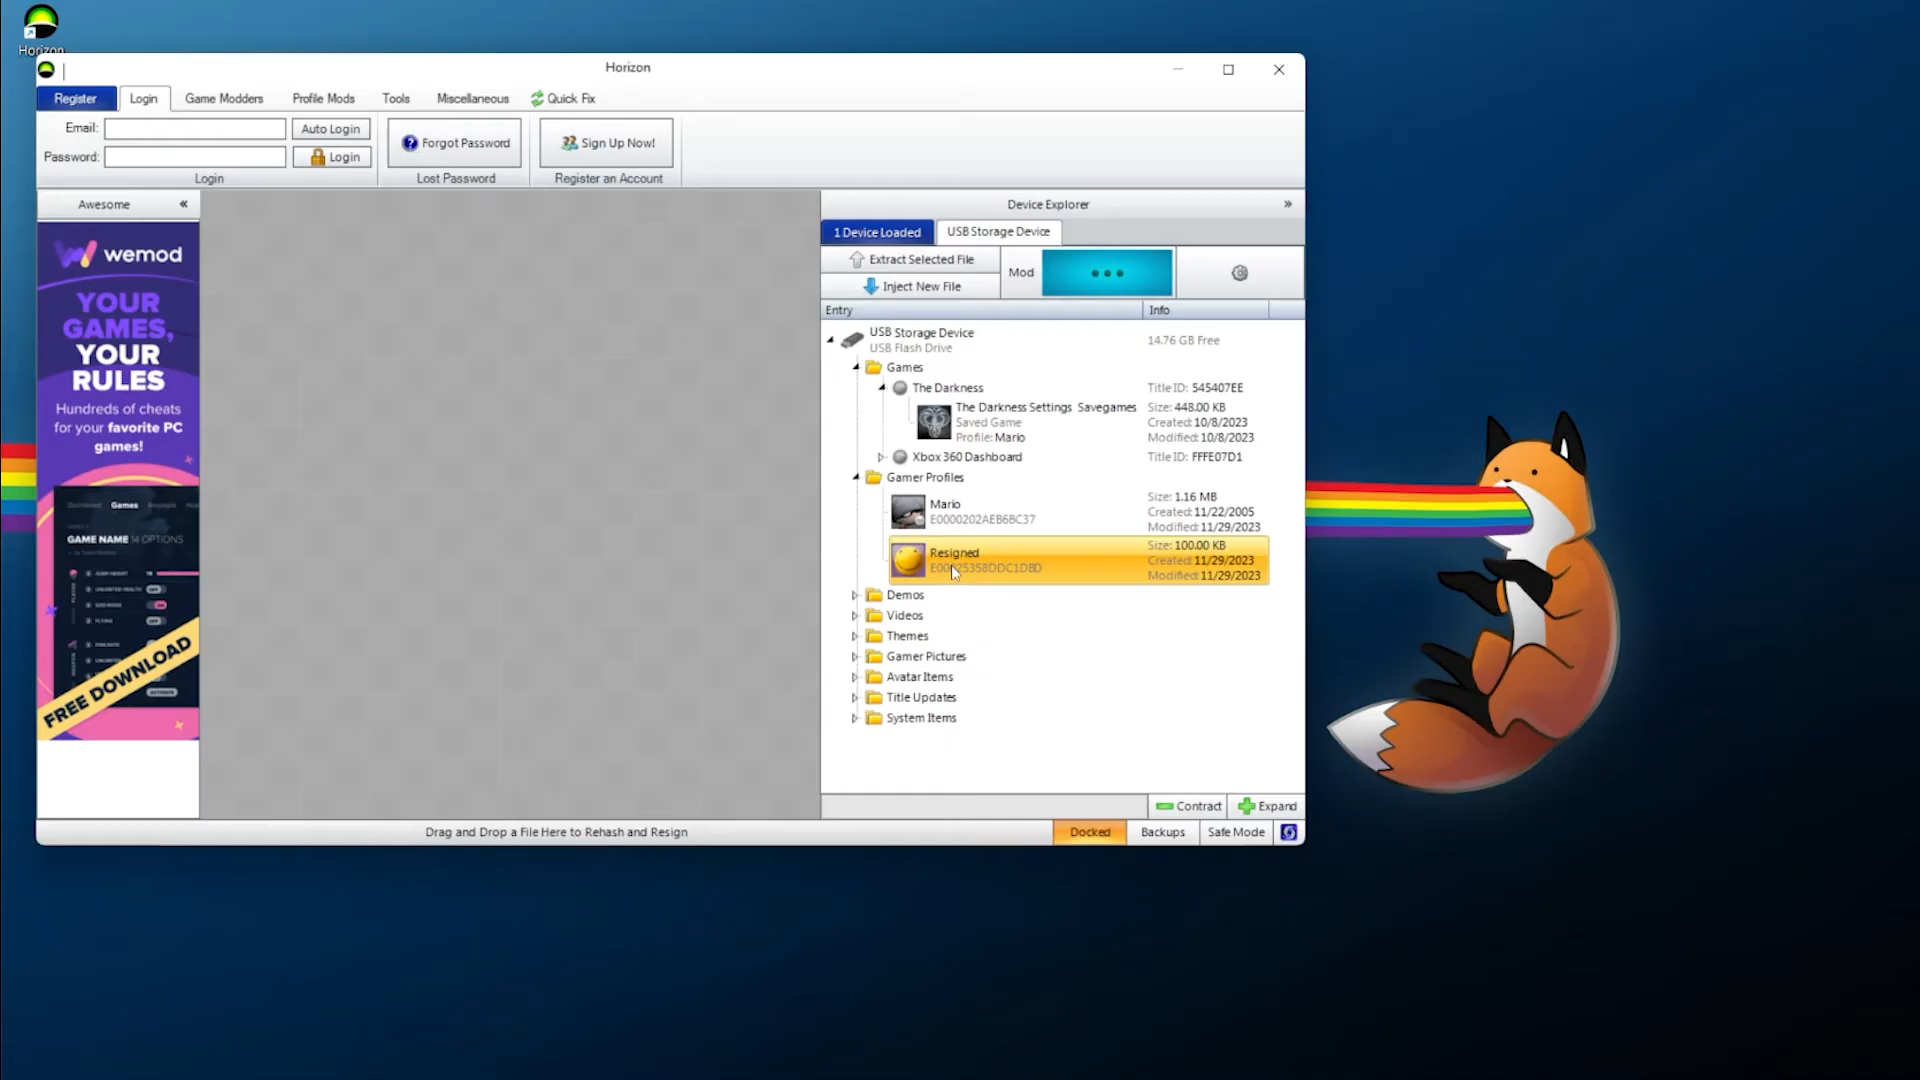 Horizon
Horizon
Register
Login
Game Modders
Profile Mods
Tools
Miscellaneous
Quick Fix
Email:
Auto Login
Password:
Login
Login
Forgot Password
Lost Password
Sign Up Now!
Register an Account
Awesome
«
wemod
YOUR
GAMES,
YOUR
RULES
Hundreds of cheats
for your favorite PC
games!
Games
GAME NAME 14 OPTIONS
FREE DOWNLOAD
Device Explorer
»
1 Device Loaded
USB Storage Device
Extract Selected File
Inject New File
Mod
Entry
Info
USB Storage Device
USB Flash Drive
14.76 GB Free
Games
The Darkness
Title ID: 545407EE
The Darkness Settings Savegames
Saved Game
Profile: Mario
Size: 448.00 KB
Created: 10/8/2023
Modified: 10/8/2023
Xbox 360 Dashboard
Title ID: FFFE07D1
Gamer Profiles
Mario
E0000202AEB6BC37
Size: 1.16 MB
Created: 11/22/2005
Modified: 11/29/2023
Resigned
Size: 100.00 KB
Created: 11/29/2023
Modified: 11/29/2023
Demos
Videos
Themes
Gamer Pictures
Avatar Items
Title Updates
System Items
Contract
Expand
Drag and Drop a File Here to Rehash and Resign
Docked
Backups
Safe Mode